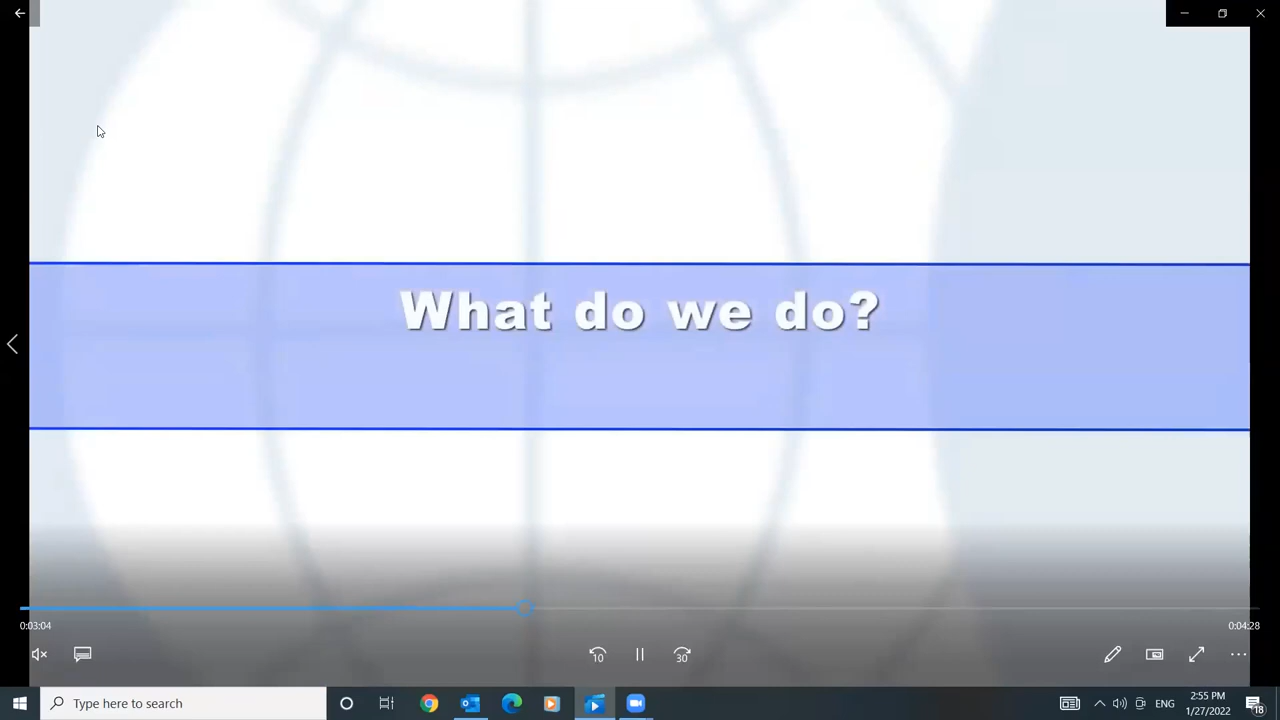 What do we do?
0:03:04
0:04:28
10
30
Type here to search
ENG
2:55 PM
1/27/2022
18